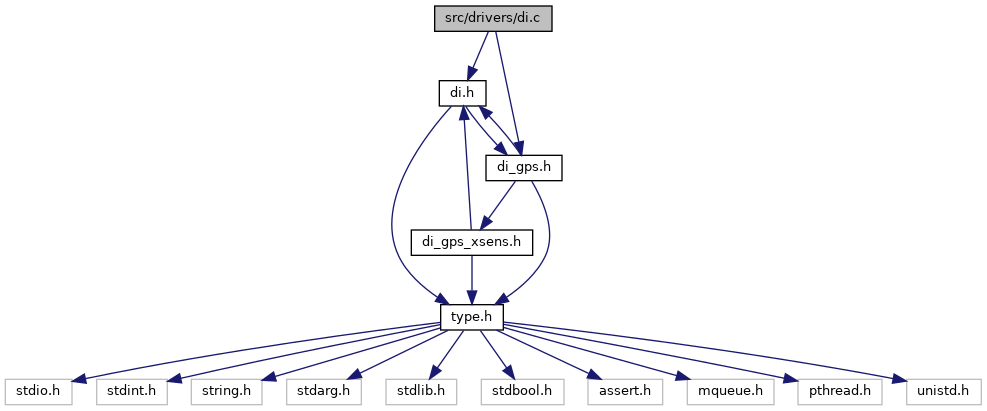 src/drivers/di.c
di.h
di_gps.h
di_gps_xsens.h
type.h
stdio.h
stdint.h
string.h
stdarg.h
stdlib.h
stdbool.h
assert.h
mqueue.h
pthread.h
unistd.h